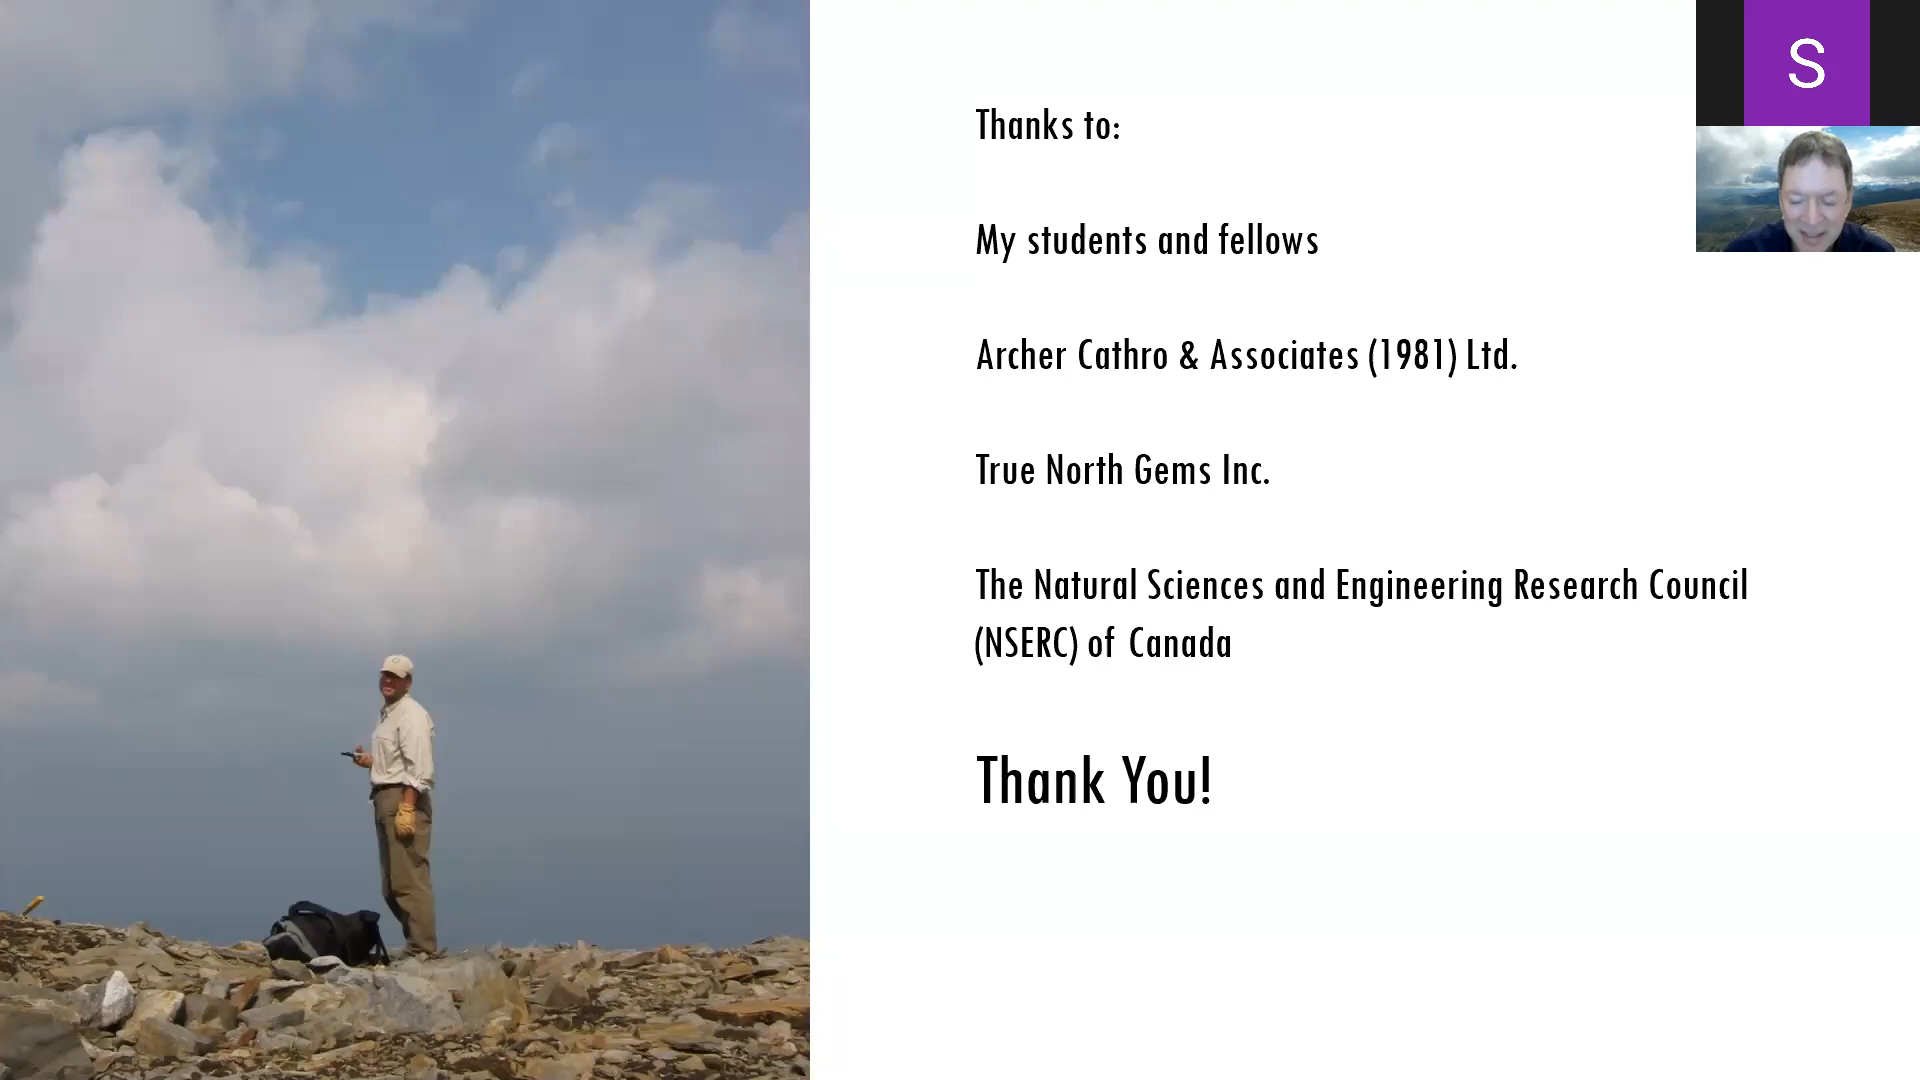 Thanks to:
My students and fellows
Archer Cathro & Associates (1981) Ltd.
True North Gems Inc.
The Natural Sciences and Engineering Research Council
(NSERC) of Canada
Thank You!
S